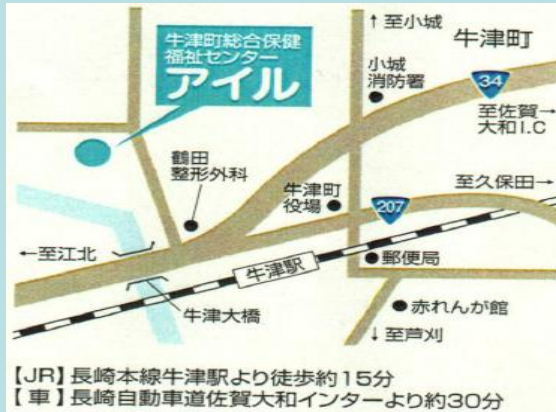 牛津町総合保健
福祉センター
アイル
↑至小城
牛津町
小城
消防署
34
至佐賀→
大和I.C
鶴田
整形外科
牛津町
役場
207
至久保田→
←至江北
牛津駅
郵便局
牛津大橋
赤れんが館
↓至芦刈
【JR】長崎本線牛津駅より徒歩約15分
【車】長崎自動車道佐賀大和インターより約30分